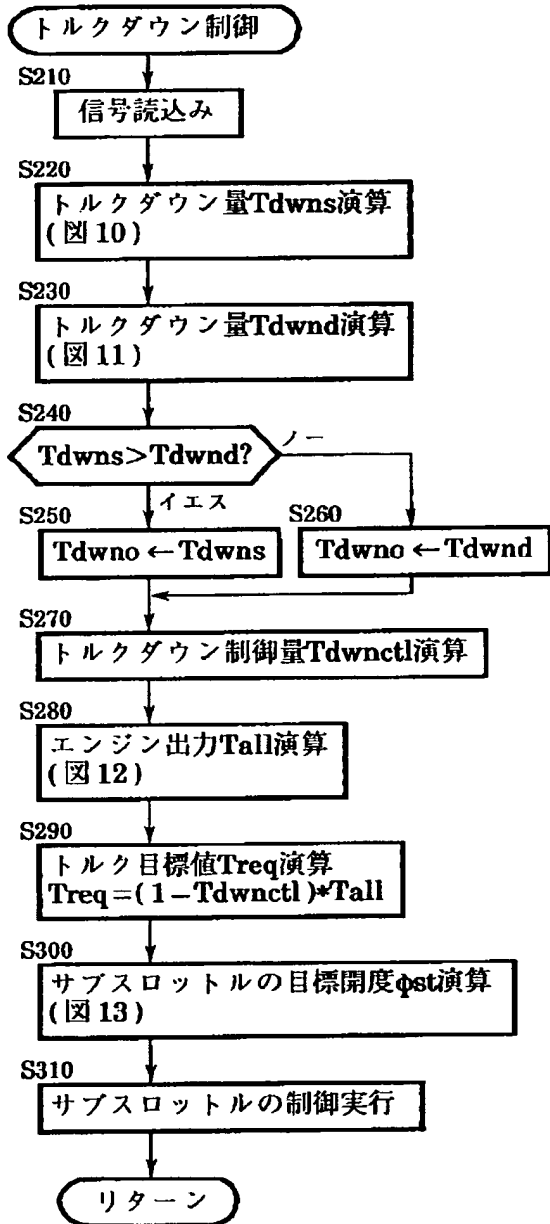 トルクダウン制御
S210
信号読込み
S220
トルクダウン量Tdwns演算
(図10)
S230
トルクダウン量Tdwnd演算
(図11)
S240
Tdwns>Tdwnd?
ノー
イエス
S250
Tdwno←Tdwns
S260
Tdwno←Tdwnd
S270
トルクダウン制御量Tdwnctl演算
S280
エンジン出力Tall演算
(図12)
S290
トルク目標値Treq演算
Treq=(1-Tdwnctl)*Tall
S300
サブスロットルの目標開度φst演算
(図13)
S310
サブスロットルの制御実行
リターン